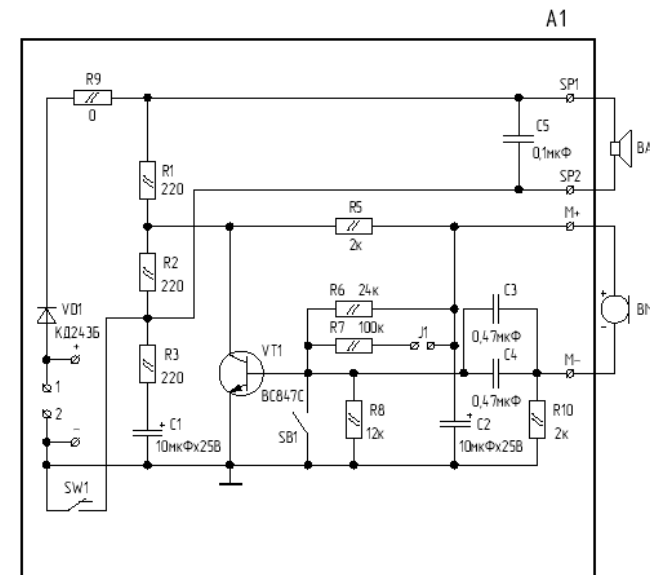 A1
R9
0
SP1
C5
0,1мкФ
R1
220
SP2
R5
2к
М+
R2
220
R6 24к
R7 100к
J1
C3
0,47мкФ
+
-
VD1
КД243Б
+
1
2
-
R3
220
VT1
BC847C
C4
0,47мкФ
М-
C1
+
10мкФх25В
SB1
R8
12к
+
C2
10мкФх25В
R10
2к
SW1